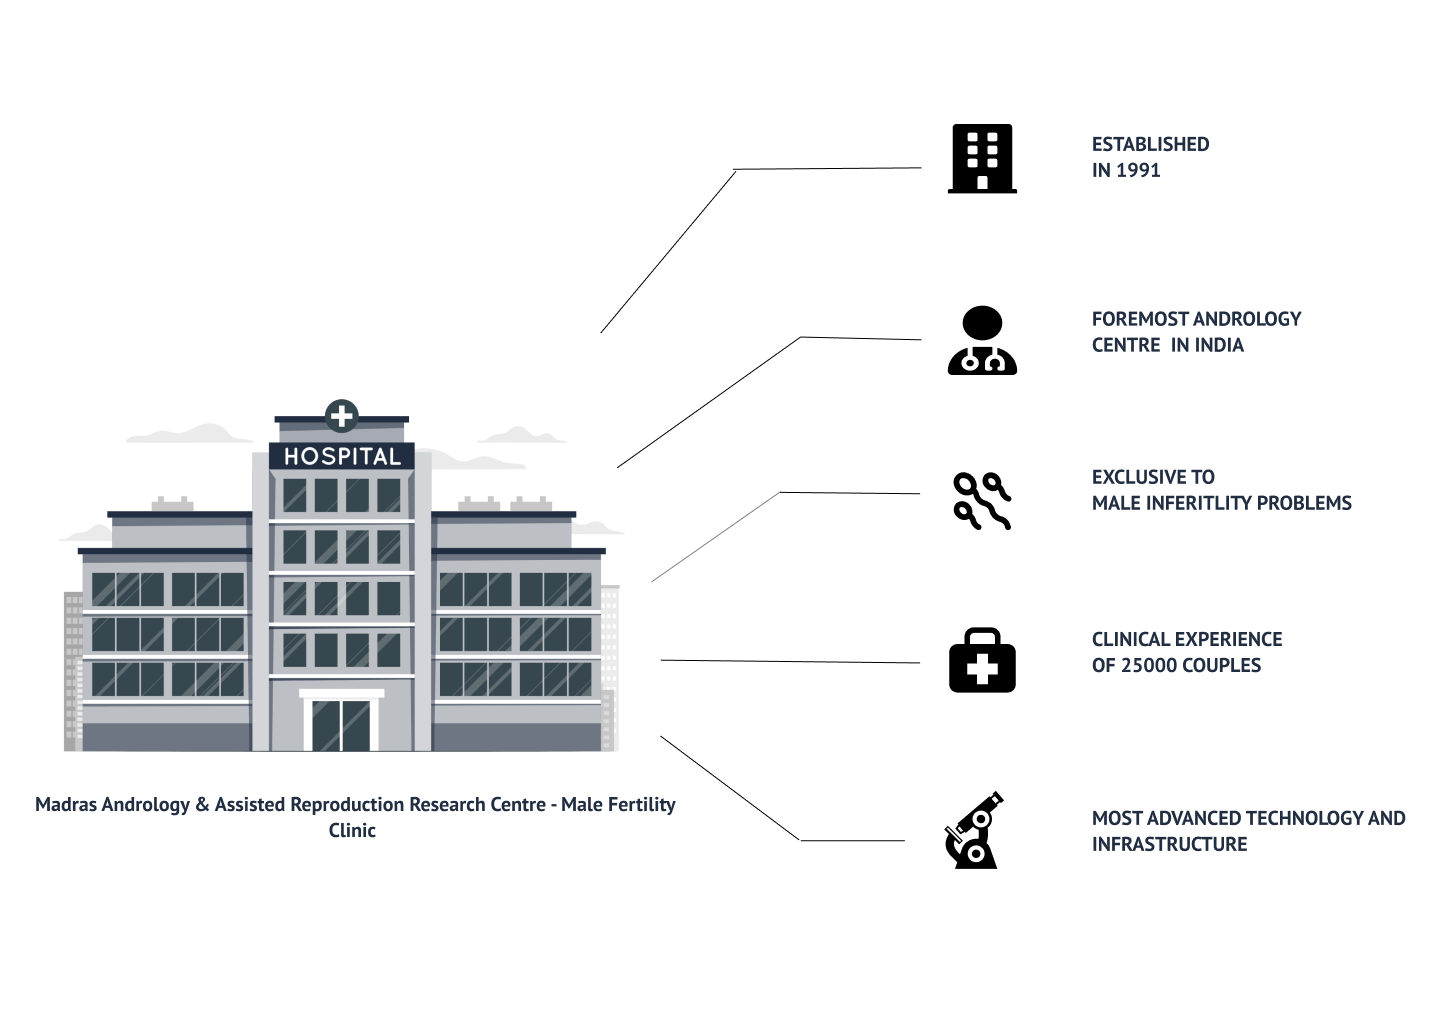 ESTABLISHED
IN 1991
FOREMOST ANDROLOGY
CENTRE  IN INDIA
HOSPITAL
EXCLUSIVE TO
MALE INFERITLITY PROBLEMS
CLINICAL EXPERIENCE
OF 25000 COUPLES
Madras Andrology & Assisted Reproduction Research Centre - Male Fertility
Clinic
MOST ADVANCED TECHNOLOGY AND
INFRASTRUCTURE